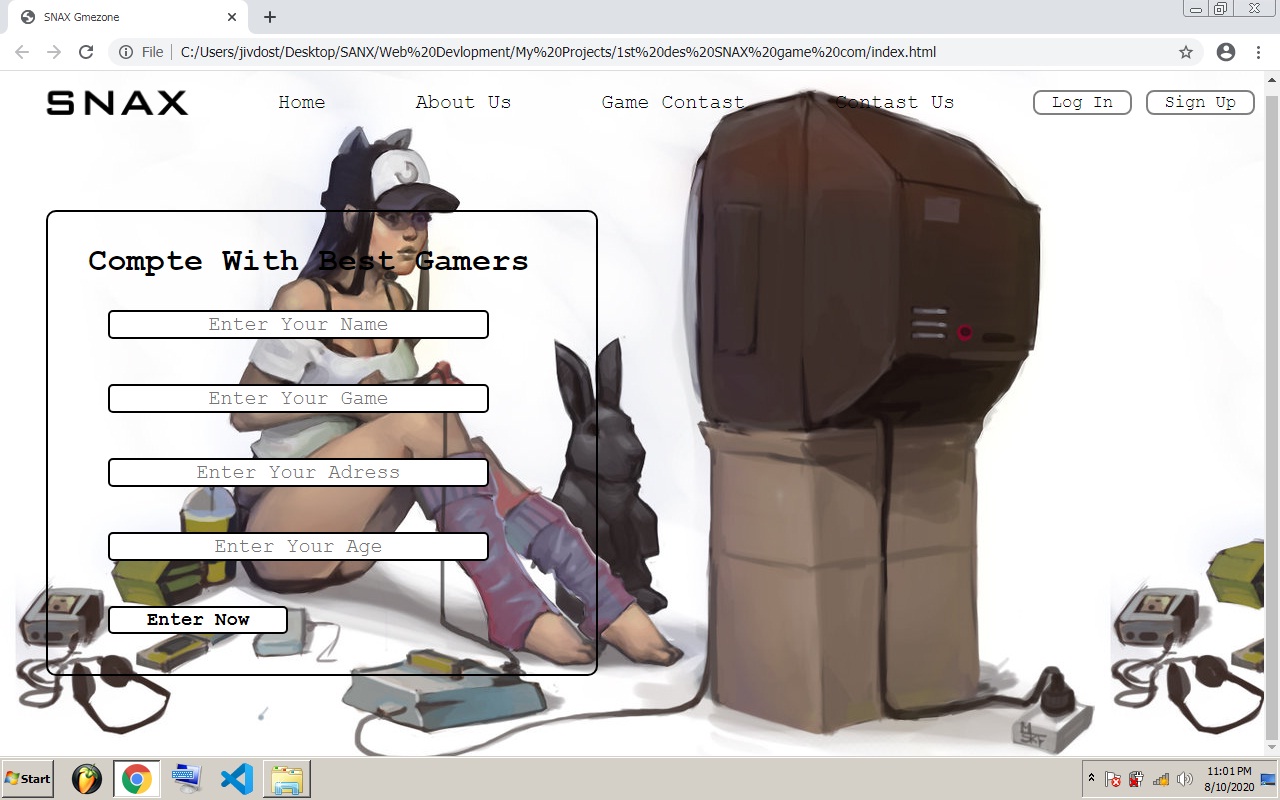 SNAX Gmezone
File
C:/Users/jivdost/Desktop/SANX/Web%20Devlopment/My%20Projects/1st%20des%20SNAX%20game%20com/index.html
SNAX Home About Us Game Contast Contast Us Log In Sign Up
Compte With Best Gamers
Enter Your Name
Enter Your Game
Enter Your Adress
Enter Your Age
Enter Now
Start
11:01 PM
8/10/2020